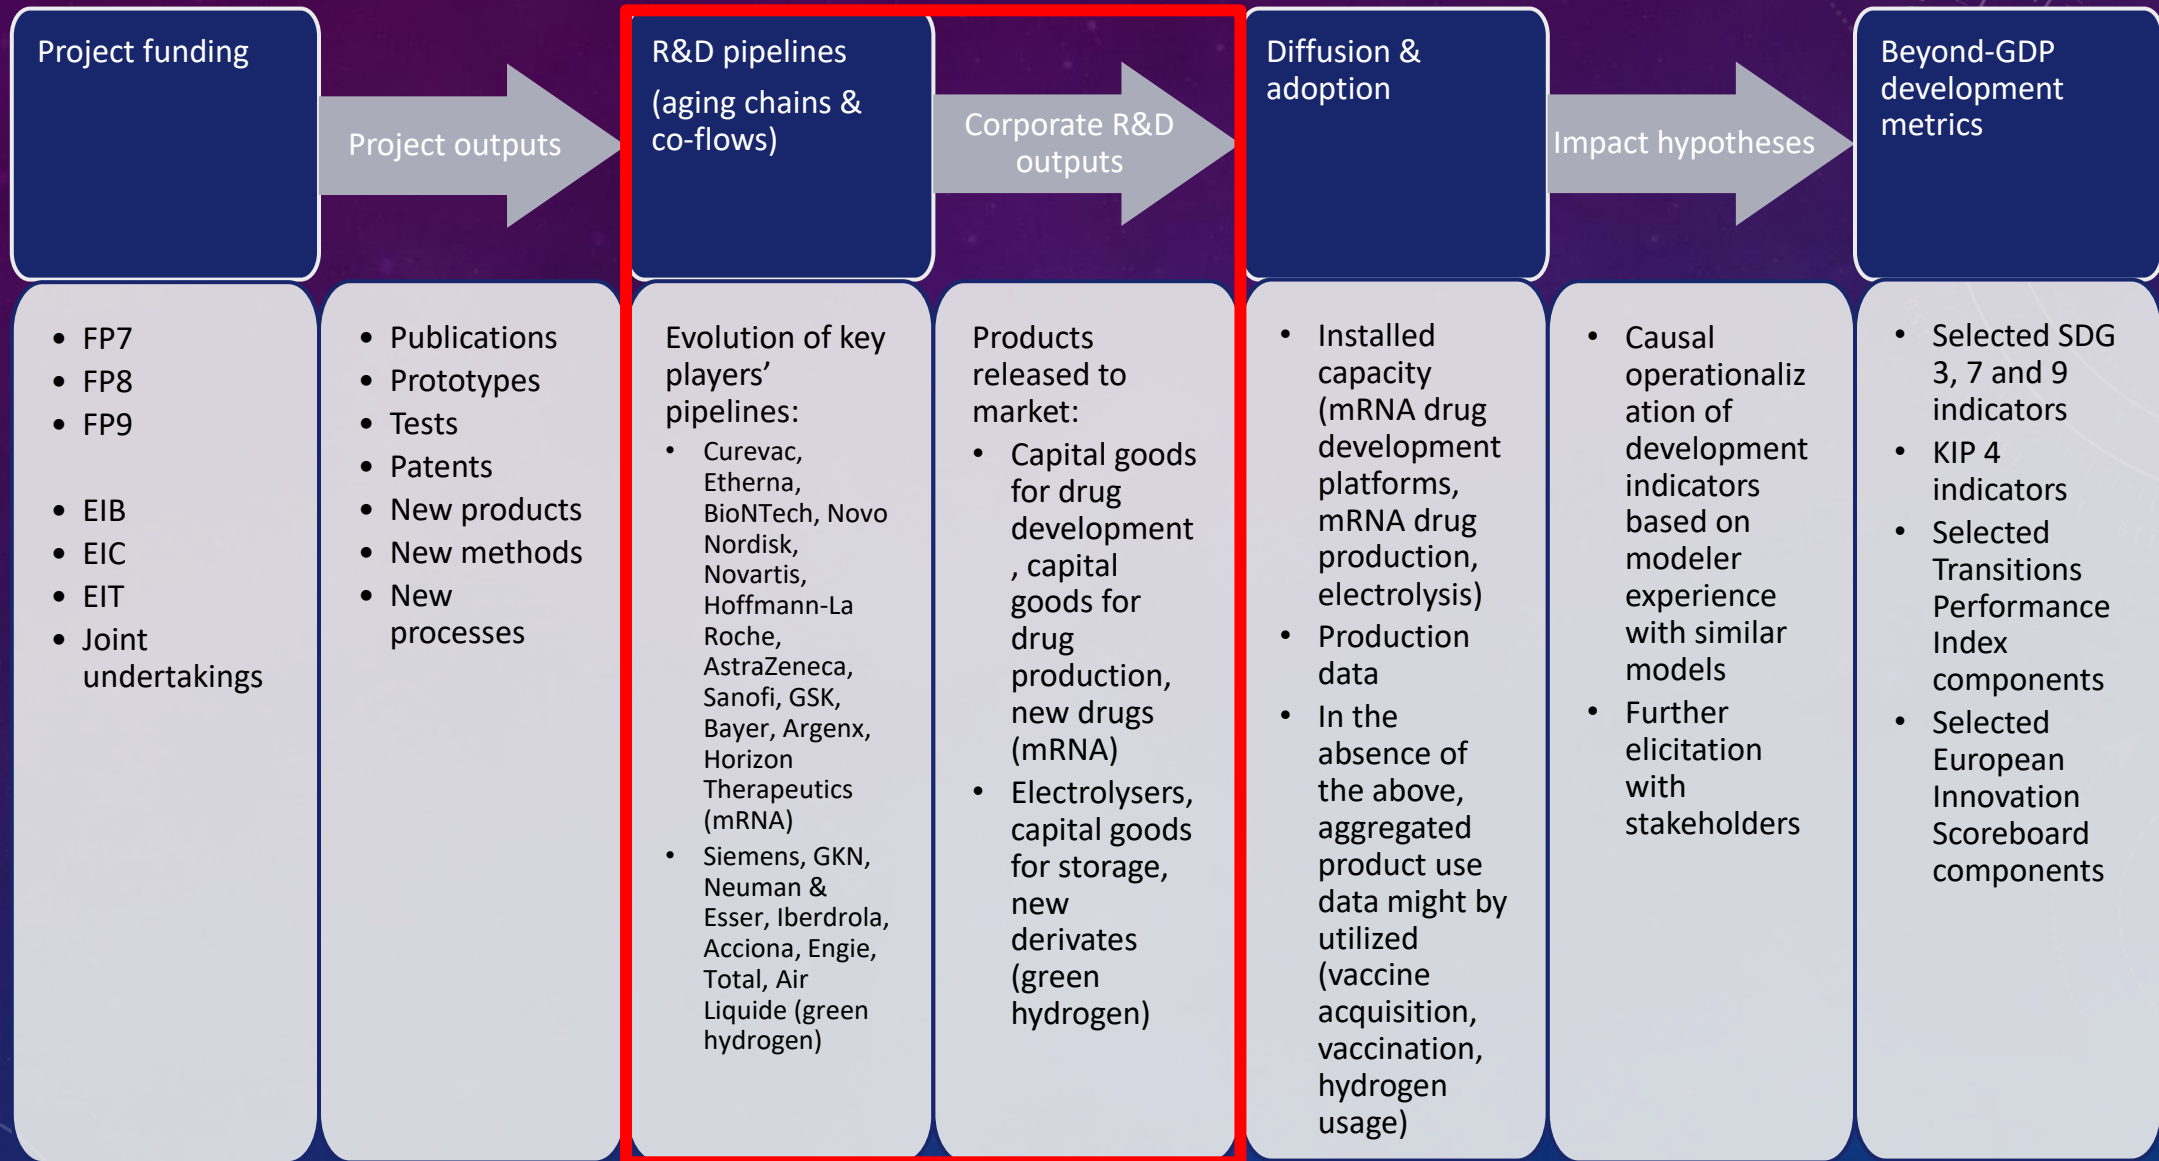 Project funding
Project outputs
R&D pipelines
(aging chains &
co-flows)
Corporate R&D
outputs
Diffusion &
adoption
Impact hypotheses
Beyond-GDP
development
metrics
• FP7
• FP8
• FP9
• EIB
• EIC
• EIT
• Joint
undertakings
• Publications
• Prototypes
• Tests
• Patents
• New products
• New methods
• New
processes
Evolution of key
players’
pipelines:
• Curevac,
Etherna,
BioNTech, Novo
Nordisk,
Novartis,
Hoffmann-La
Roche,
AstraZeneca,
Sanofi, GSK,
Bayer, Argenx,
Horizon
Therapeutics
(mRNA)
• Siemens, GKN,
Neuman &
Esser, Iberdrola,
Acciona, Engie,
Total, Air
Liquide (green
hydrogen)
Products
released to
market:
• Capital goods
for drug
development
, capital
goods for
drug
production,
new drugs
(mRNA)
• Electrolysers,
capital goods
for storage,
new
derivates
(green
hydrogen)
• Installed
capacity
(mRNA drug
development
platforms,
mRNA drug
production,
electrolysis)
• Production
data
• In the
absence of
the above,
aggregated
product use
data might by
utilized
(vaccine
acquisition,
vaccination,
hydrogen
usage)
• Causal
operationaliz
ation of
development
indicators
based on
modeler
experience
with similar
models
• Further
elicitation
with
stakeholders
• Selected SDG
3, 7 and 9
indicators
• KIP 4
indicators
• Selected
Transitions
Performance
Index
components
• Selected
European
Innovation
Scoreboard
components